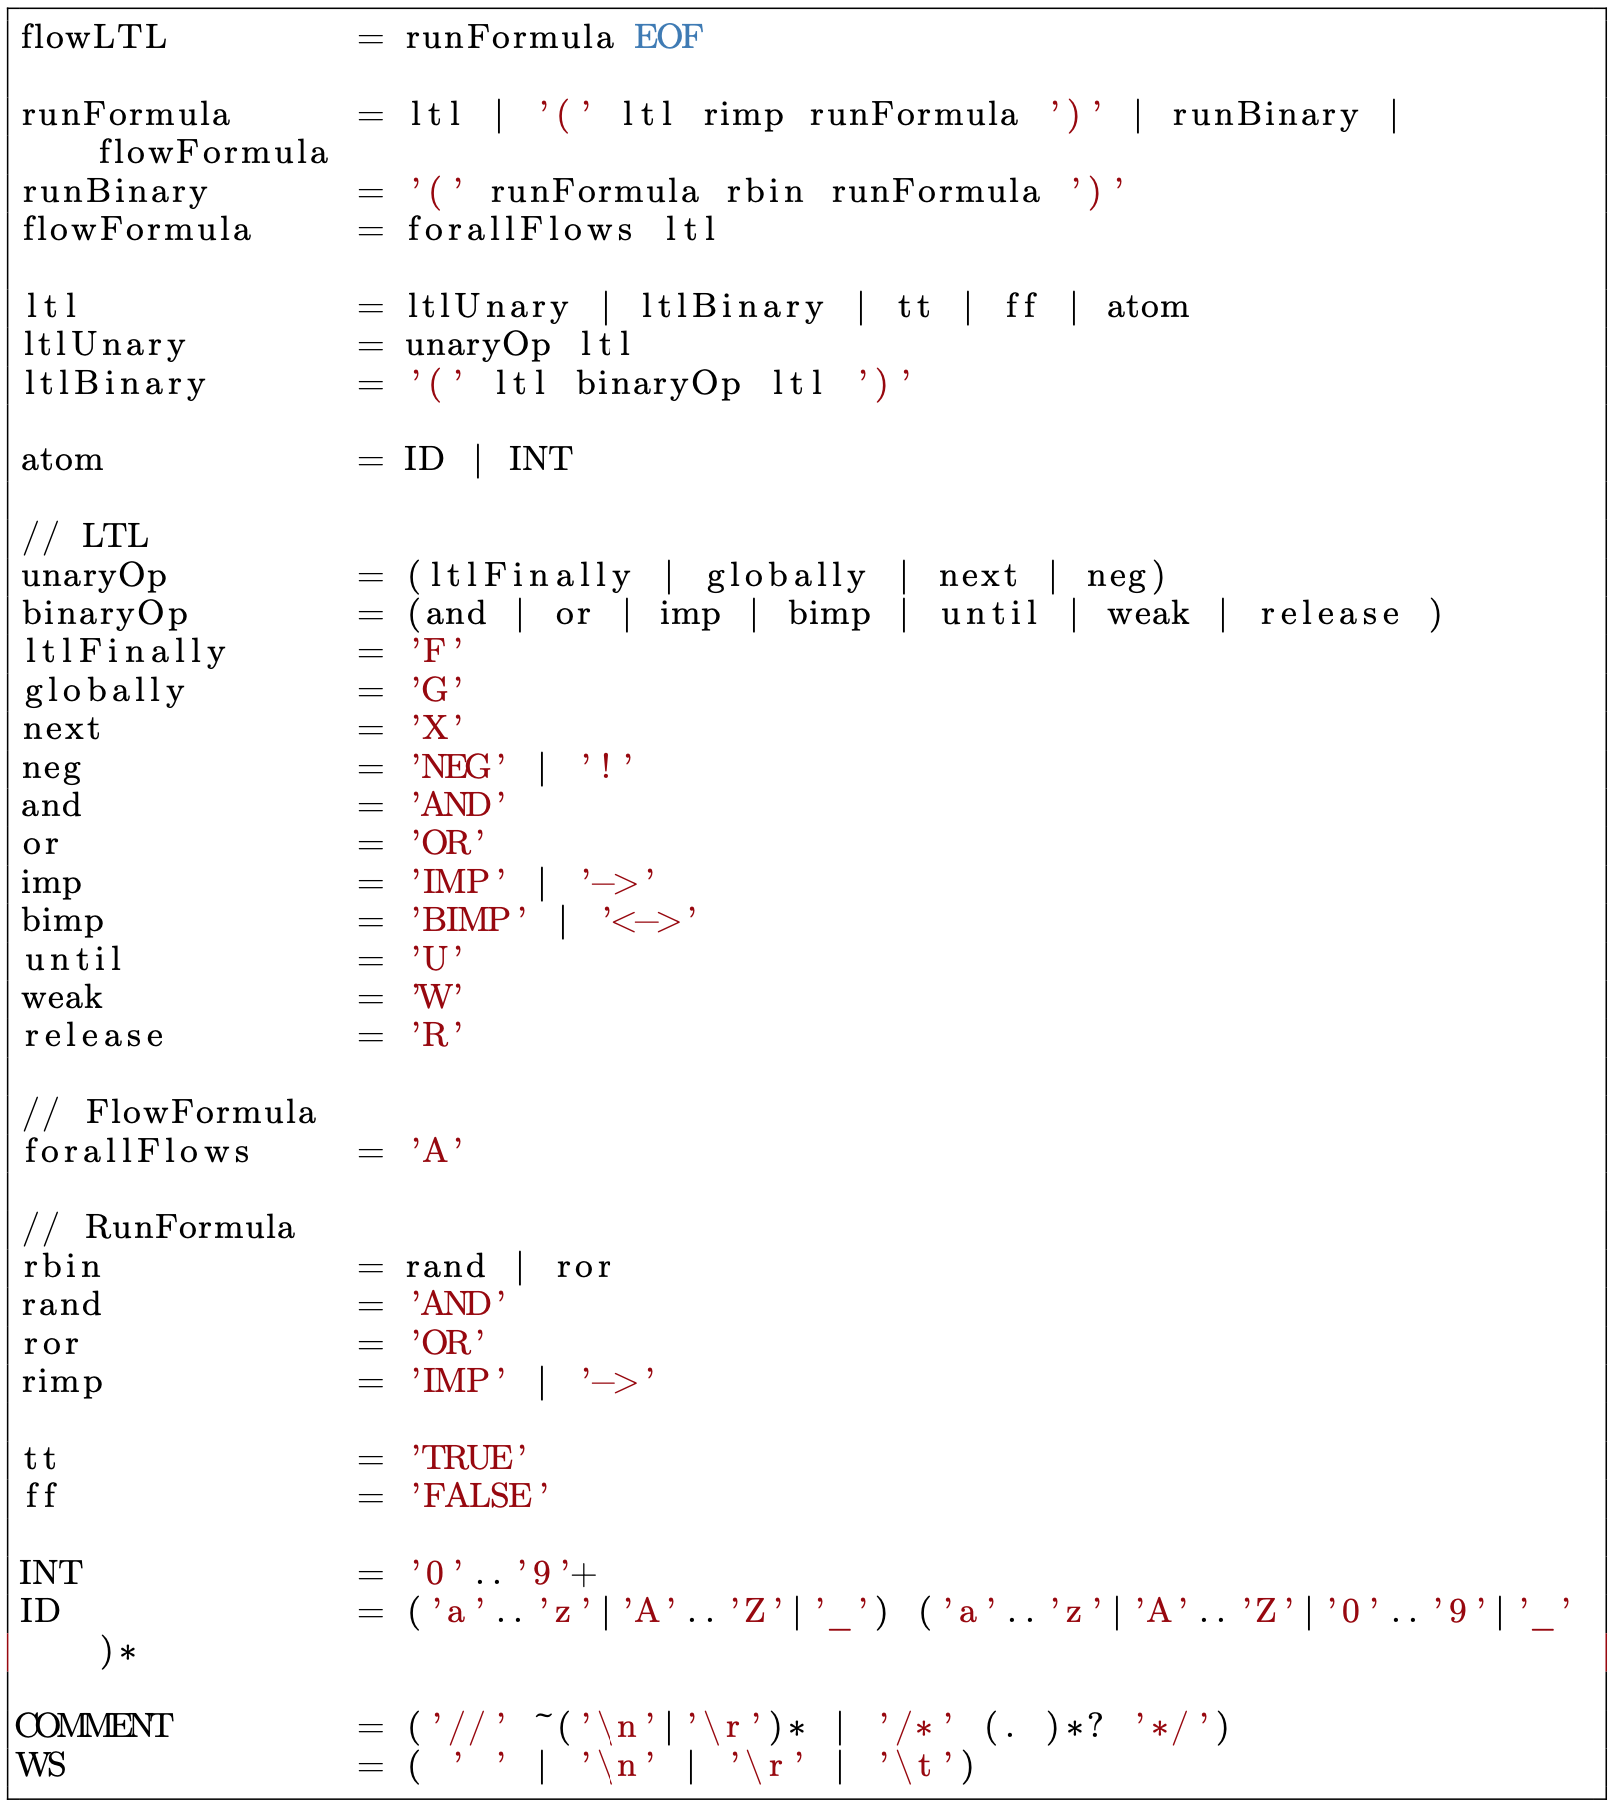 flowLTL = runFormula EOF
runFormula = ltl | '(' ltl rimp runFormula ')' | runBinary |
flowFormula
runBinary = '(' runFormula rbin runFormula ')'
flowFormula = forallFlows ltl
ltl = ltlUnary | ltlBinary | tt | ff | atom
ltlUnary = unaryOp ltl
ltlBinary = '(' ltl binaryOp ltl ')'
atom = ID | INT
// LTL
unaryOp = (ltlFinally | globally | next | neg)
binaryOp = (and | or | imp | bimp | until | weak | release )
ltlFinally = 'F'
globally = 'G'
next = 'X'
neg = 'NEG' | '!'
and = 'AND'
or = 'OR'
imp = 'IMP' | '->'
bimp = 'BIMP' | '<->'
until = 'U'
weak = 'W'
release = 'R'
// FlowFormula
forallFlows = 'A'
// RunFormula
rbin = rand | ror
rand = 'AND'
ror = 'OR'
rimp = 'IMP' | '->'
tt = 'TRUE'
ff = 'FALSE'
INT = '0'..'9'+
ID = ('a'..'z'|'A'..'Z'|'_') ('a'..'z'|'A'..'Z'|'0'..'9'|'_'
)*
COMMENT = ('//' ~('\n'|'\r')* | '/*' (. )*? '*/')
WS = ( ' ' | '\n' | '\r' | '\t')